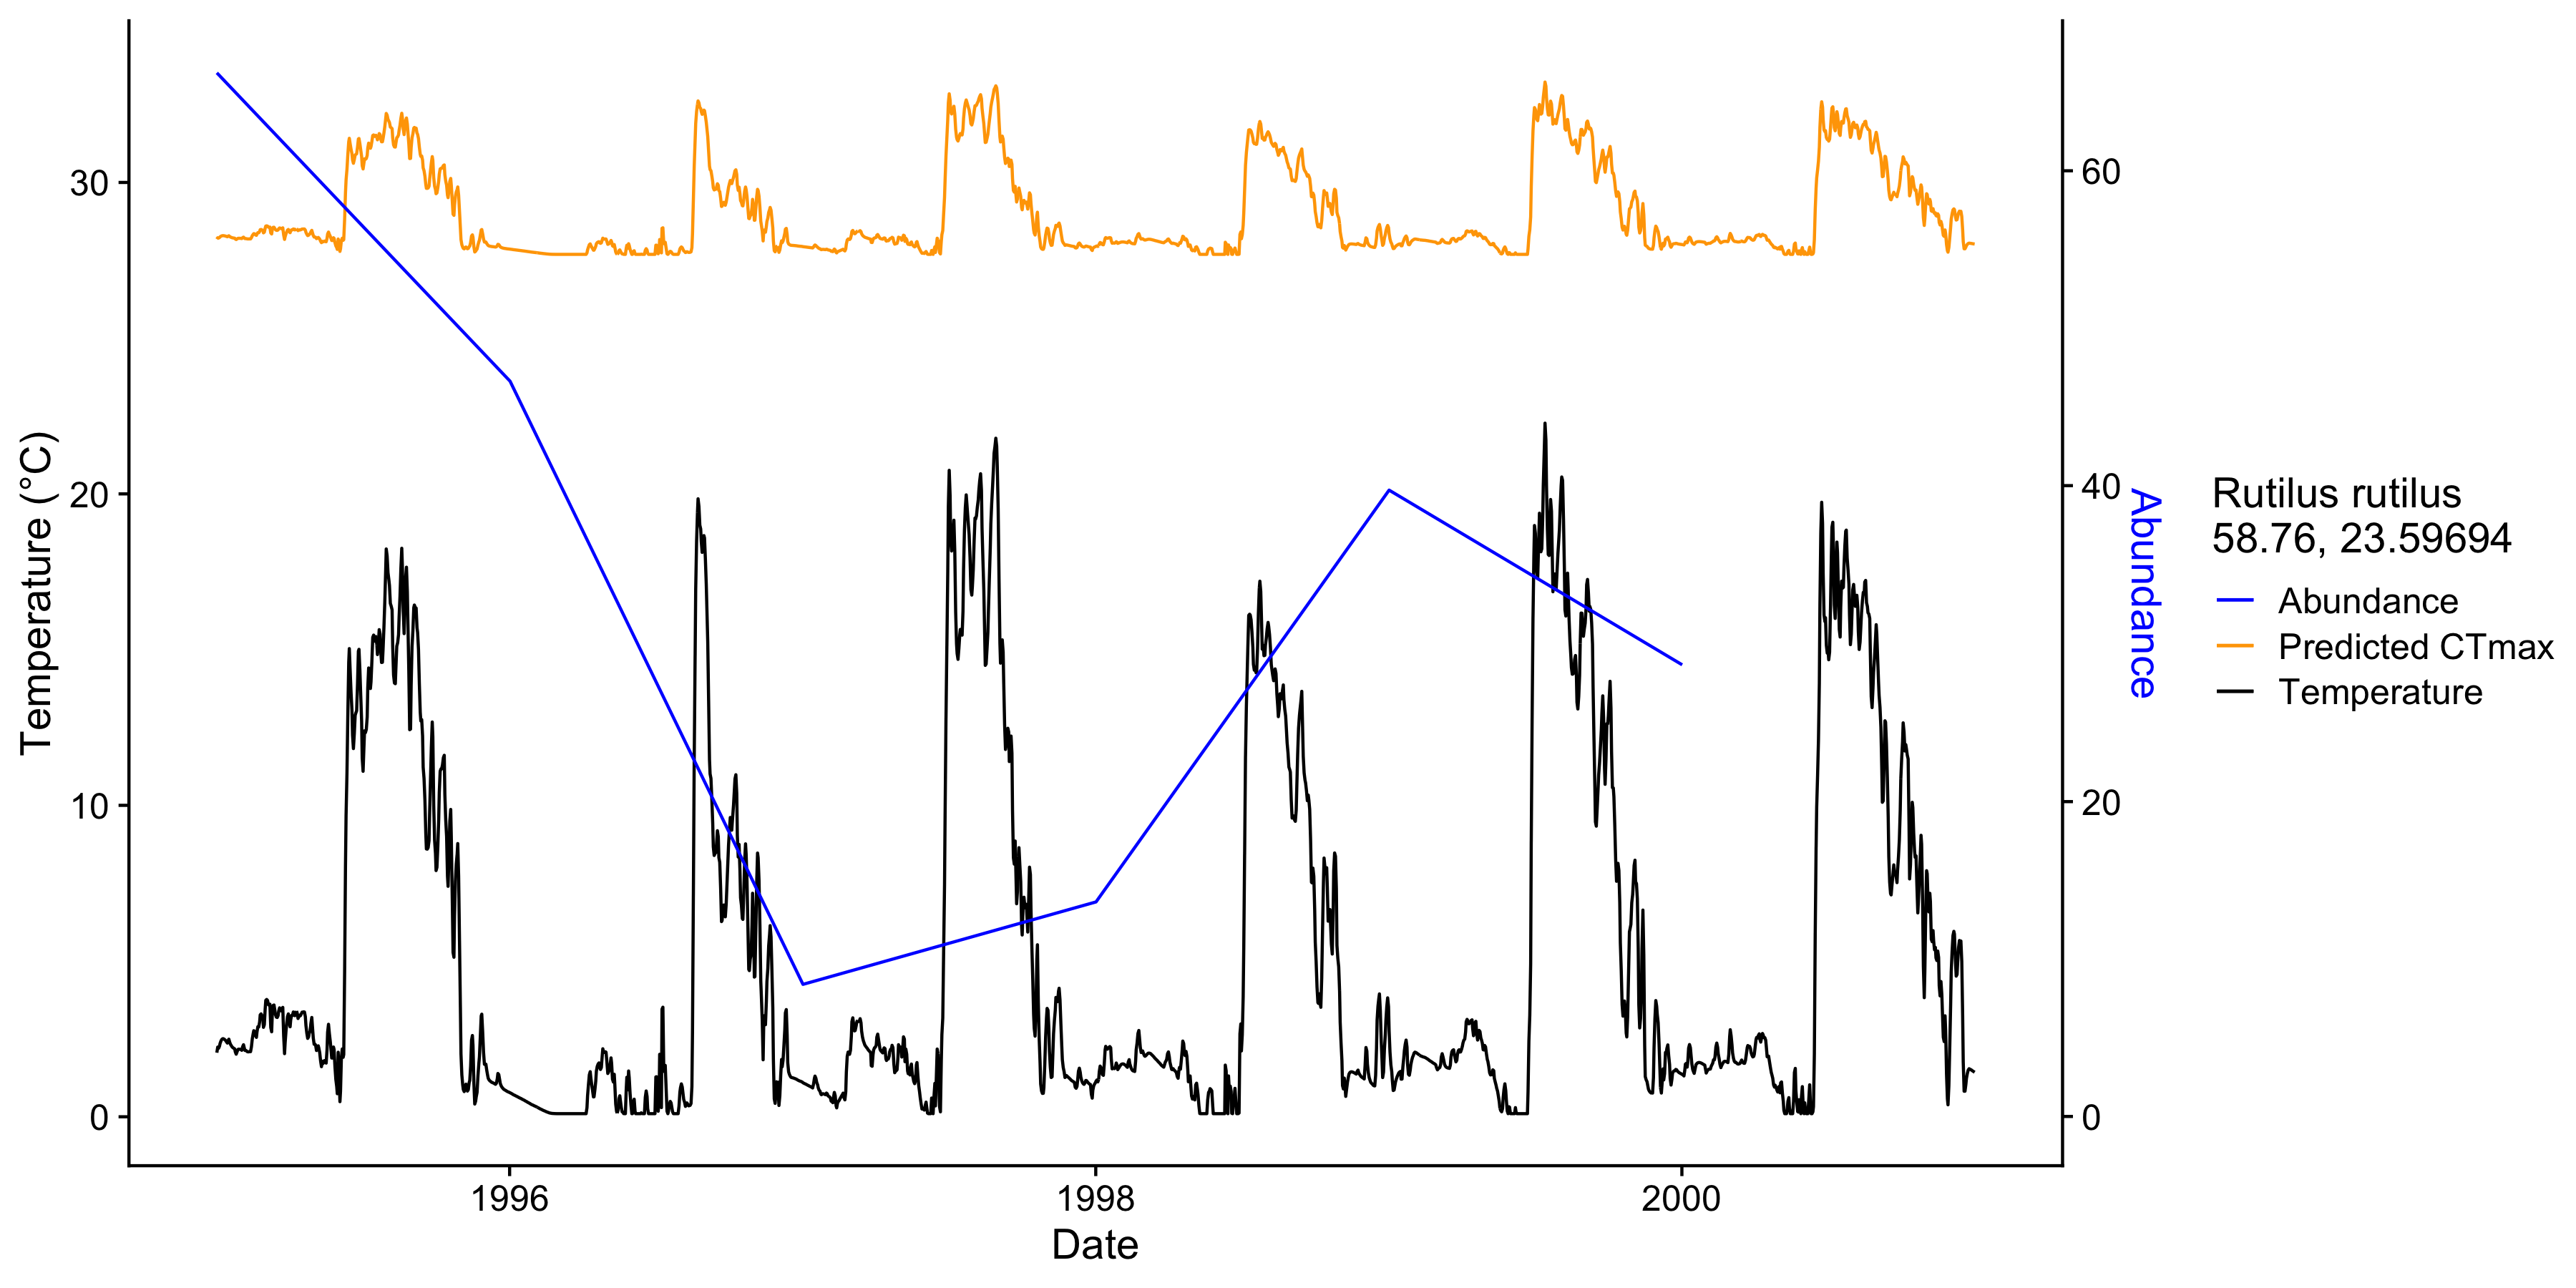 Temperature (°C)
30
20
10
0
1996
1998
2000
Date
60
40
20
0
Abundance
Rutilus rutilus
58.76, 23.59694
Abundance
Predicted CTmax
Temperature